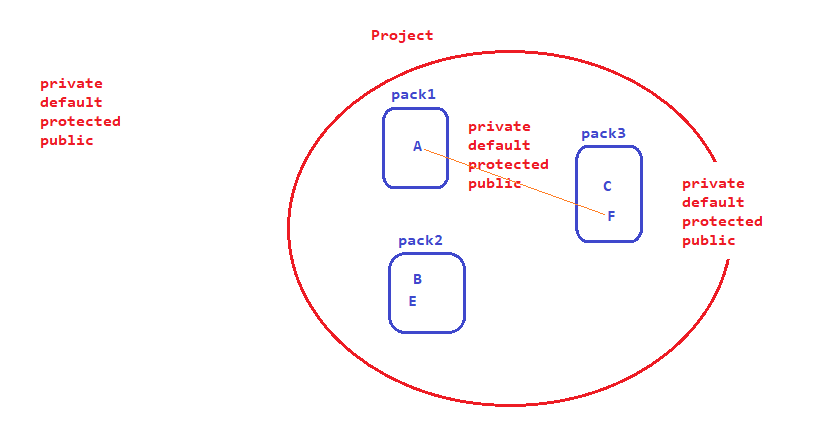 Project
private
default
protected
public
pack1
A
private
default
protected
public
pack3
C
F
private
default
protected
public
pack2
B
E